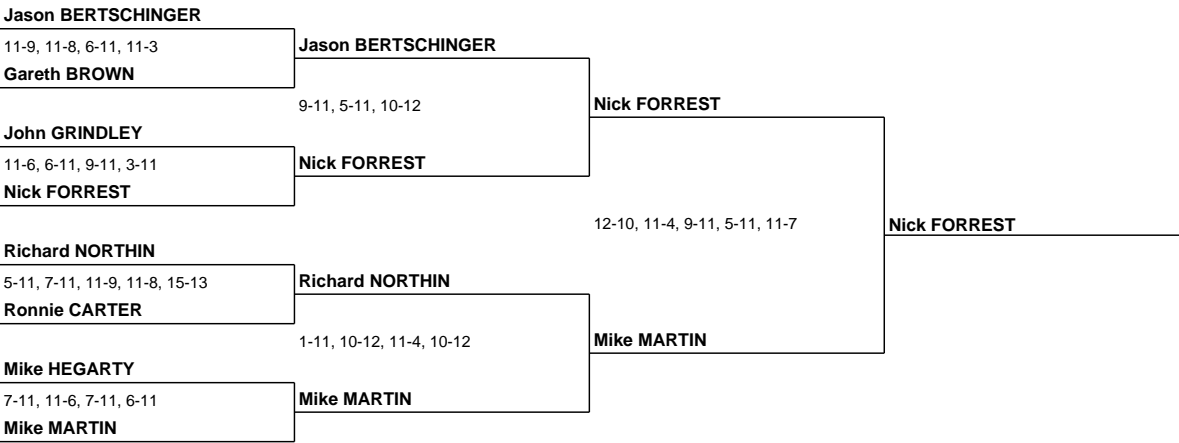 Jason BERTSCHINGER
11-9, 11-8, 6-11, 11-3
Gareth BROWN
John GRINDLEY
11-6, 6-11, 9-11, 3-11
Nick FORREST
Richard NORTHIN
5-11, 7-11, 11-9, 11-8, 15-13
Ronnie CARTER
Mike HEGARTY
7-11, 11-6, 7-11, 6-11
Mike MARTIN
Jason BERTSCHINGER
9-11, 5-11, 10-12
Nick FORREST
Richard NORTHIN
1-11, 10-12, 11-4, 10-12
Mike MARTIN
Nick FORREST
12-10, 11-4, 9-11, 5-11, 11-7
Mike MARTIN
Nick FORREST